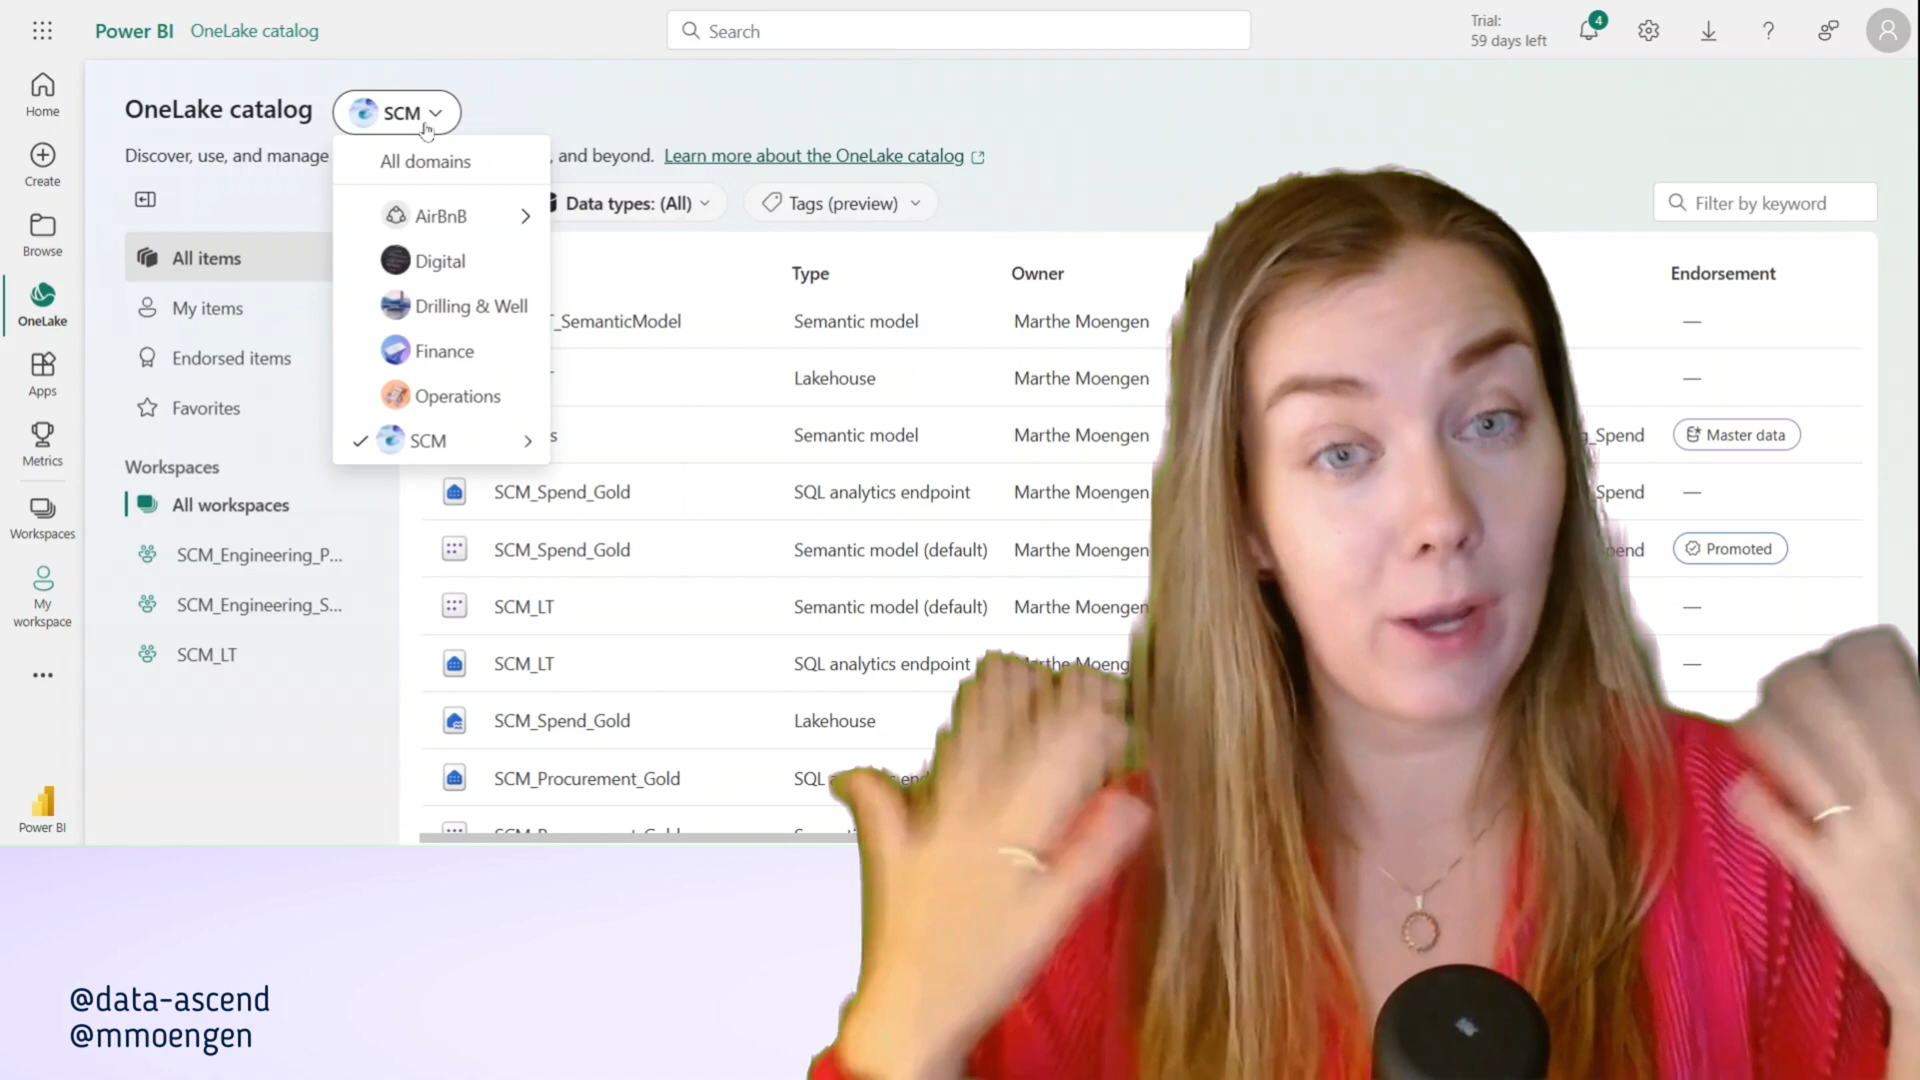 Power BI OneLake catalog
Search
Trial:
59 days left
4
Home
Create
Browse
OneLake
Apps
Metrics
Workspaces
My
workspace
Power BI
OneLake catalog
SCM
Discover, use, and manage
, and beyond. Learn more about the OneLake catalog
All domains
AirBnB
Digital
Drilling & Well
Finance
Operations
SCM
Data types: (All)
Tags (preview)
Filter by keyword
All items
My items
Endorsed items
Favorites
Workspaces
All workspaces
SCM_Engineering_P...
SCM_Engineering_S...
SCM_LT
Type Owner Endorsement
_SemanticModel Semantic model Marthe Moengen —
Lakehouse Marthe Moengen —
s Semantic model Marthe Moengen _Spend Master data
SCM_Spend_Gold SQL analytics endpoint Marthe Moengen Spend —
SCM_Spend_Gold Semantic model (default) Marthe Moengen pend Promoted
SCM_LT Semantic model (default) Marthe Moengen —
SCM_LT SQL analytics endpoint Marthe Moeng —
SCM_Spend_Gold Lakehouse
SCM_Procurement_Gold SQL
@data-ascend
@mmoengen